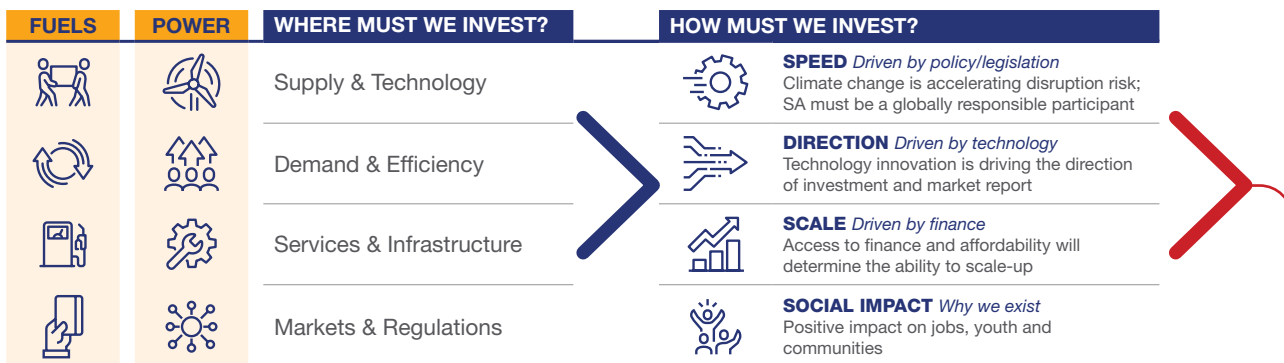 FUELS
POWER
WHERE MUST WE INVEST?
HOW MUST WE INVEST?
Supply & Technology
SPEED Driven by policy/legislation
Climate change is accelerating disruption risk;
SA must be a globally responsible participant
Demand & Efficiency
DIRECTION Driven by technology
Technology innovation is driving the direction
of investment and market report
Services & Infrastructure
SCALE Driven by finance
Access to finance and affordability will
determine the ability to scale-up
Markets & Regulations
SOCIAL IMPACT Why we exist
Positive impact on jobs, youth and
communities